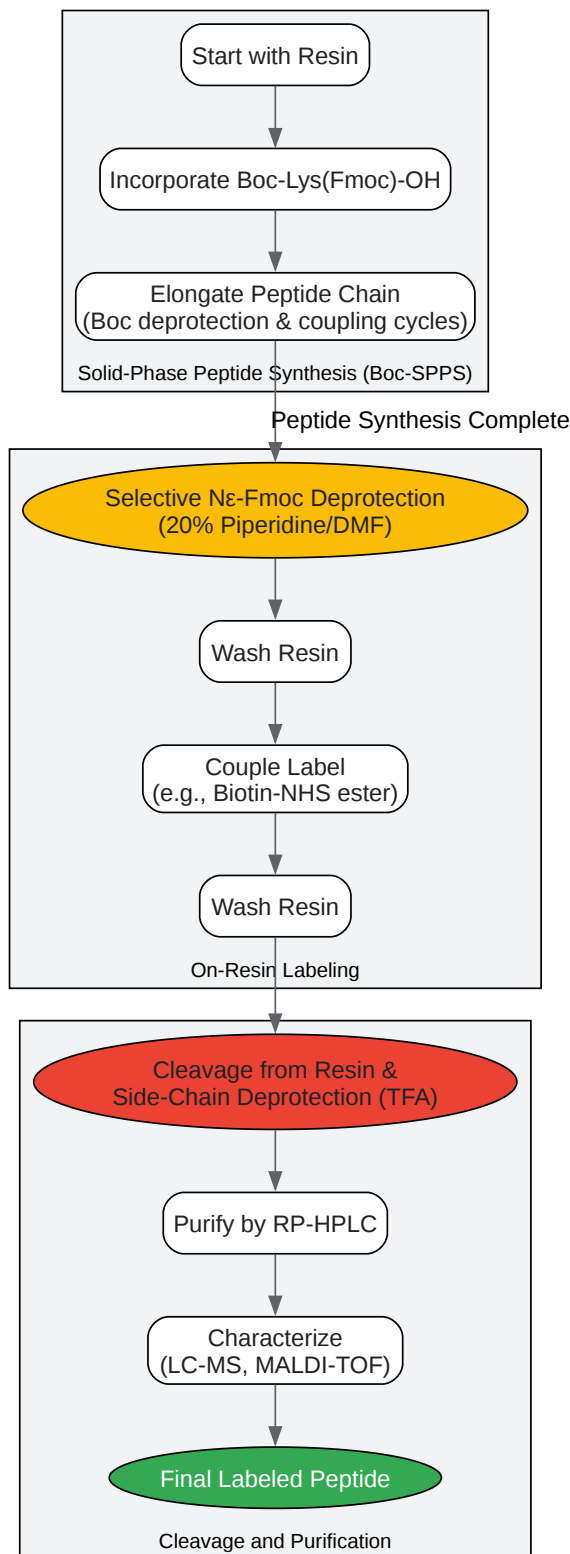 Start with Resin
Incorporate Boc-Lys(Fmoc)-OH
Elongate Peptide Chain
(Boc deprotection & coupling cycles)
Solid-Phase Peptide Synthesis (Boc-SPPS)
Peptide Synthesis Complete
Selective Nε-Fmoc Deprotection
(20% Piperidine/DMF)
Wash Resin
Couple Label
(e.g., Biotin-NHS ester)
Wash Resin
On-Resin Labeling
Cleavage from Resin &
Side-Chain Deprotection (TFA)
Purify by RP-HPLC
Characterize
(LC-MS, MALDI-TOF)
Final Labeled Peptide
Cleavage and Purification